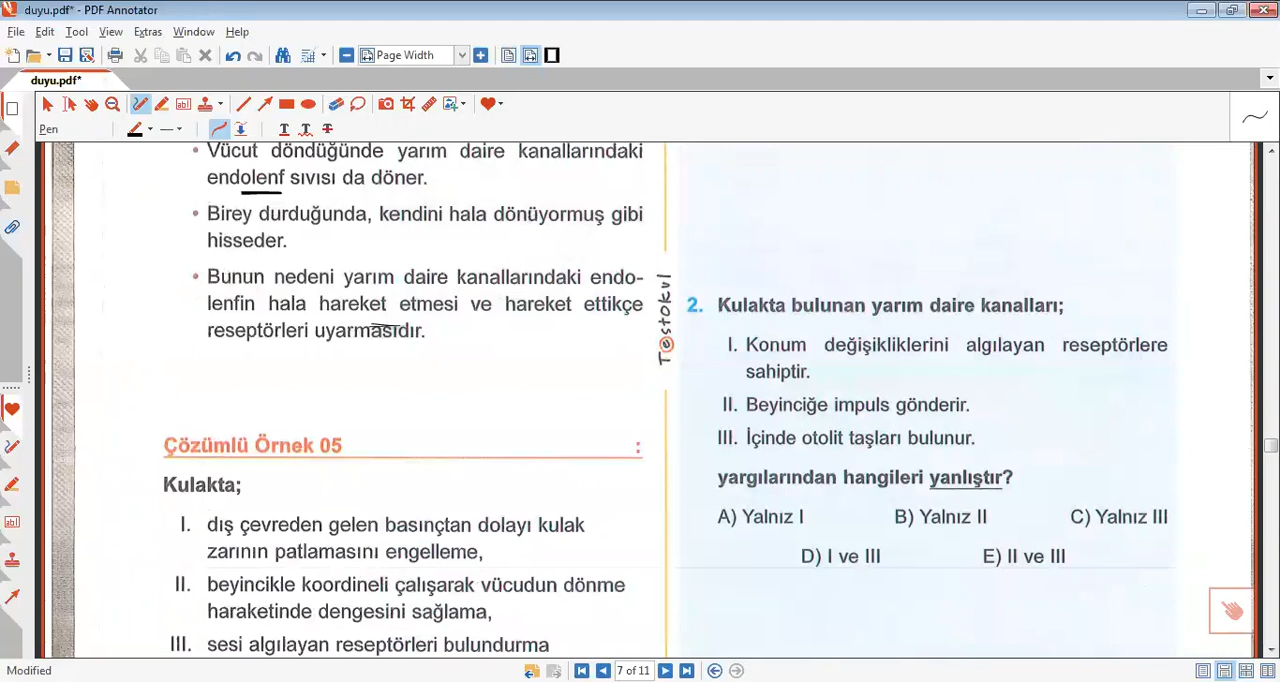 duyu.pdf* - PDF Annotator
File Edit Tool View Extras Window Help
Page Width
duyu.pdf*
Pen
• Vücut döndüğünde yarım daire kanallarındaki
endolenf sıvısı da döner.
• Birey durduğunda, kendini hala dönüyormuş gibi
hisseder.
• Bunun nedeni yarım daire kanallarındaki endo-
lenfin hala hareket etmesi ve hareket ettikçe
reseptörleri uyarmasıdır.
Çözümlü Örnek 05 :
Kulakta;
I. dış çevreden gelen basınçtan dolayı kulak
zarının patlamasını engelleme,
II. beyincikle koordineli çalışarak vücudun dönme
haraketinde dengesini sağlama,
III. sesi algılayan reseptörleri bulundurma
Testokul
2. Kulakta bulunan yarım daire kanalları;
I. Konum değişikliklerini algılayan reseptörlere
sahiptir.
II. Beyinciğe impuls gönderir.
III. İçinde otolit taşları bulunur.
yargılarından hangileri yanlıştır?
A) Yalnız I B) Yalnız II C) Yalnız III
D) I ve III E) II ve III
Modified
7 of 11